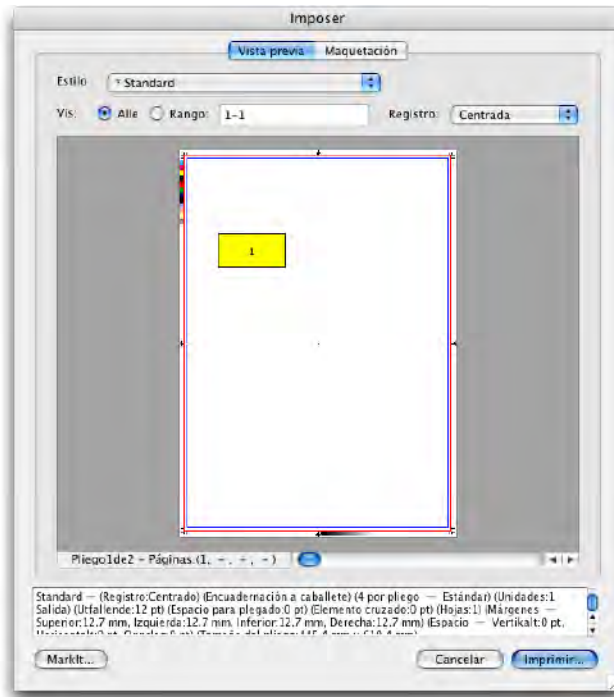 Imposer
Vista previa Maquetación
Estilo * Standard
Vis: Alle Rango: 1-1 Registro: Centrada
1
Pliego1de2 - Páginas:(1, -, -, -)
Standard — (Registro:Centrado) (Encuadernación a caballete) (4 por pliego — Estándar) (Unidades:1
Salida) (Utfallende:12 pt) (Espacio para plegado:0 pt) (Elemento cruzado:0 pt) (Hojas:1) (Márgenes —
Superior:12.7 mm, Izquierda:12.7 mm, Inferior:12.7 mm, Derecha:12.7 mm) (Espacio — Vertikalt:0 pt,
MarkIt... Cancelar Imprimir...